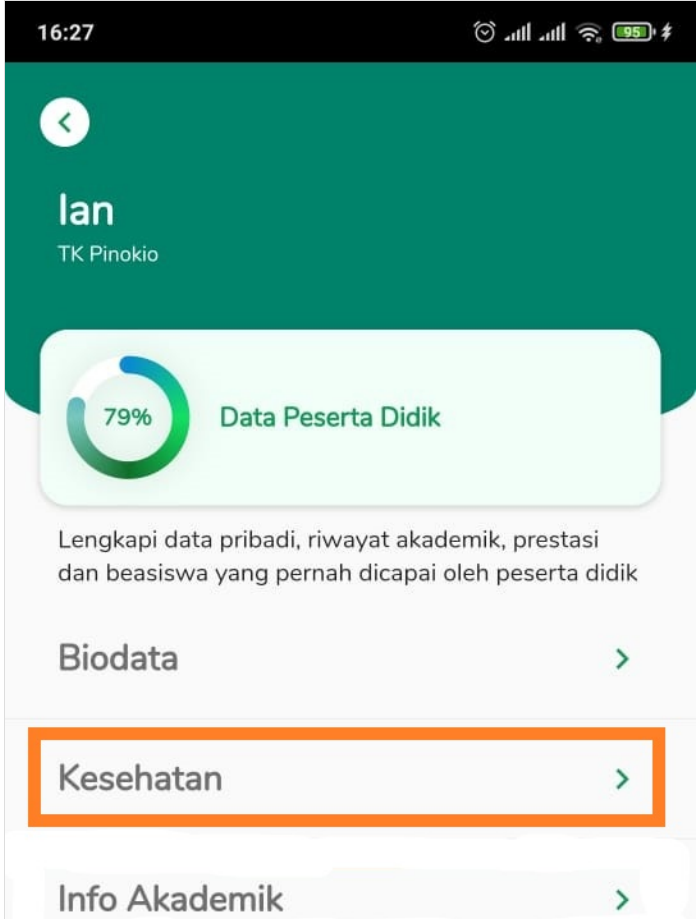 16:27
95
Ian
TK Pinokio
79%
Data Peserta Didik
Lengkapi data pribadi, riwayat akademik, prestasi
dan beasiswa yang pernah dicapai oleh peserta didik
Biodata
Kesehatan
Info Akademik